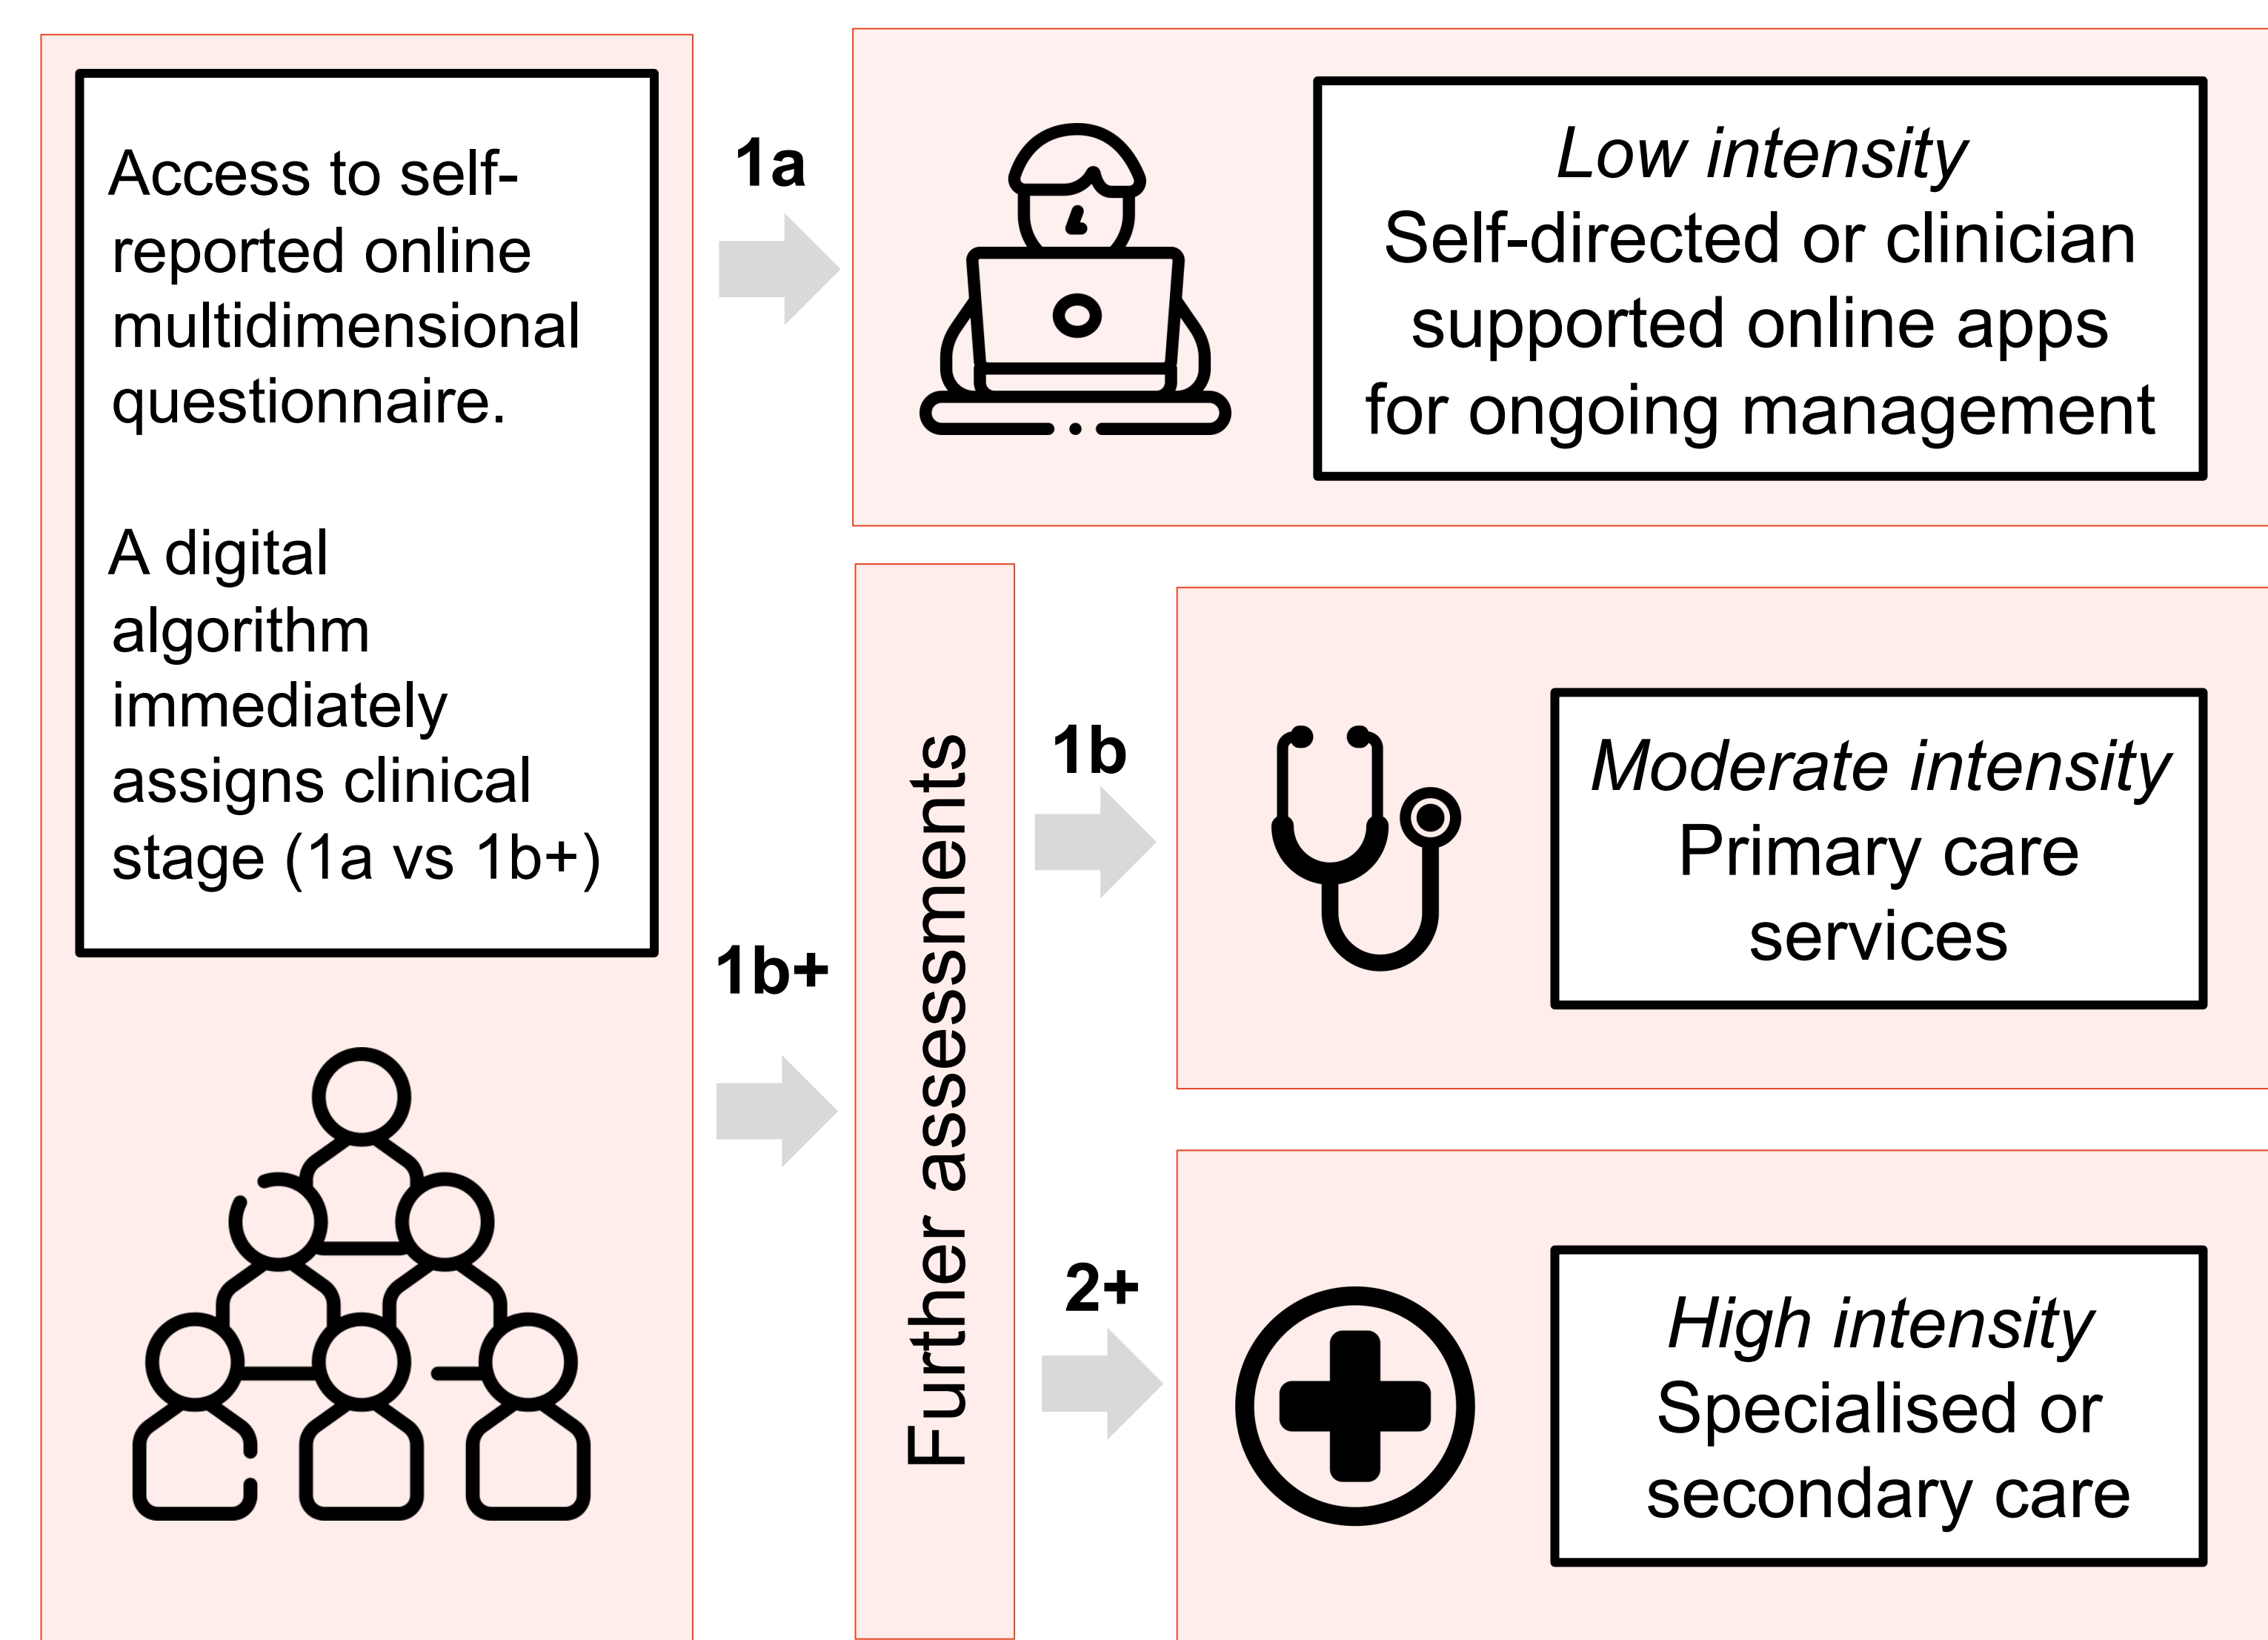 Access to self-
reported online
multidimensional
questionnaire.
A digital
algorithm
immediately
assigns clinical
stage (1a vs 1b+)
1a
Low intensity
Self-directed or clinician
supported online apps
for ongoing management
1b+
Further assessments
1b
Moderate intensity
Primary care
services
2+
High intensity
Specialised or
secondary care